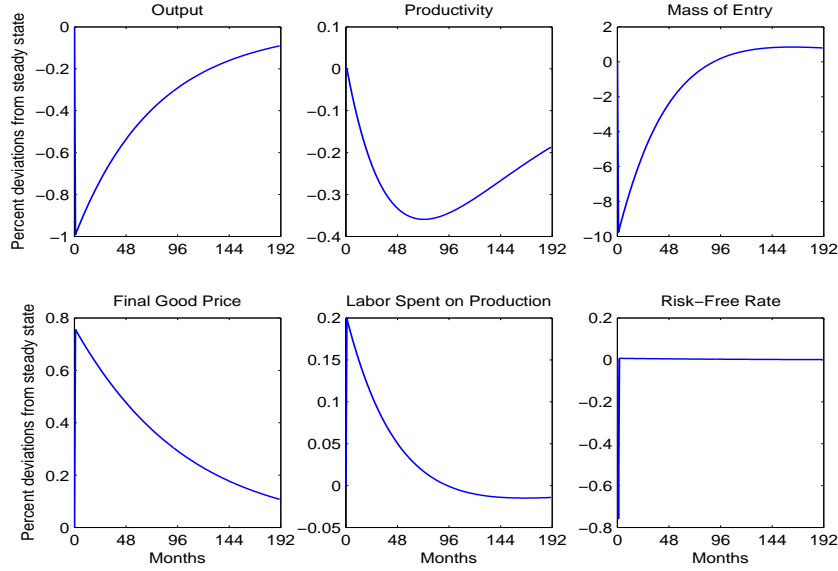 Output
Productivity
Mass of Entry
Percent deviations from steady state
0
−0.2
−0.4
−0.6
−0.8
−1
0 48 96 144 192
0.1
0
−0.1
−0.2
−0.3
−0.4
0 48 96 144 192
2
0
−2
−4
−6
−8
−10
0 48 96 144 192
Final Good Price
Labor Spent on Production
Risk−Free Rate
Percent deviations from steady state
0.8
0.6
0.4
0.2
0
0 48 96 144 192
Months
0.2
0.15
0.1
0.05
0
−0.05
0 48 96 144 192
Months
0.2
0
−0.2
−0.4
−0.6
−0.8
0 48 96 144 192
Months